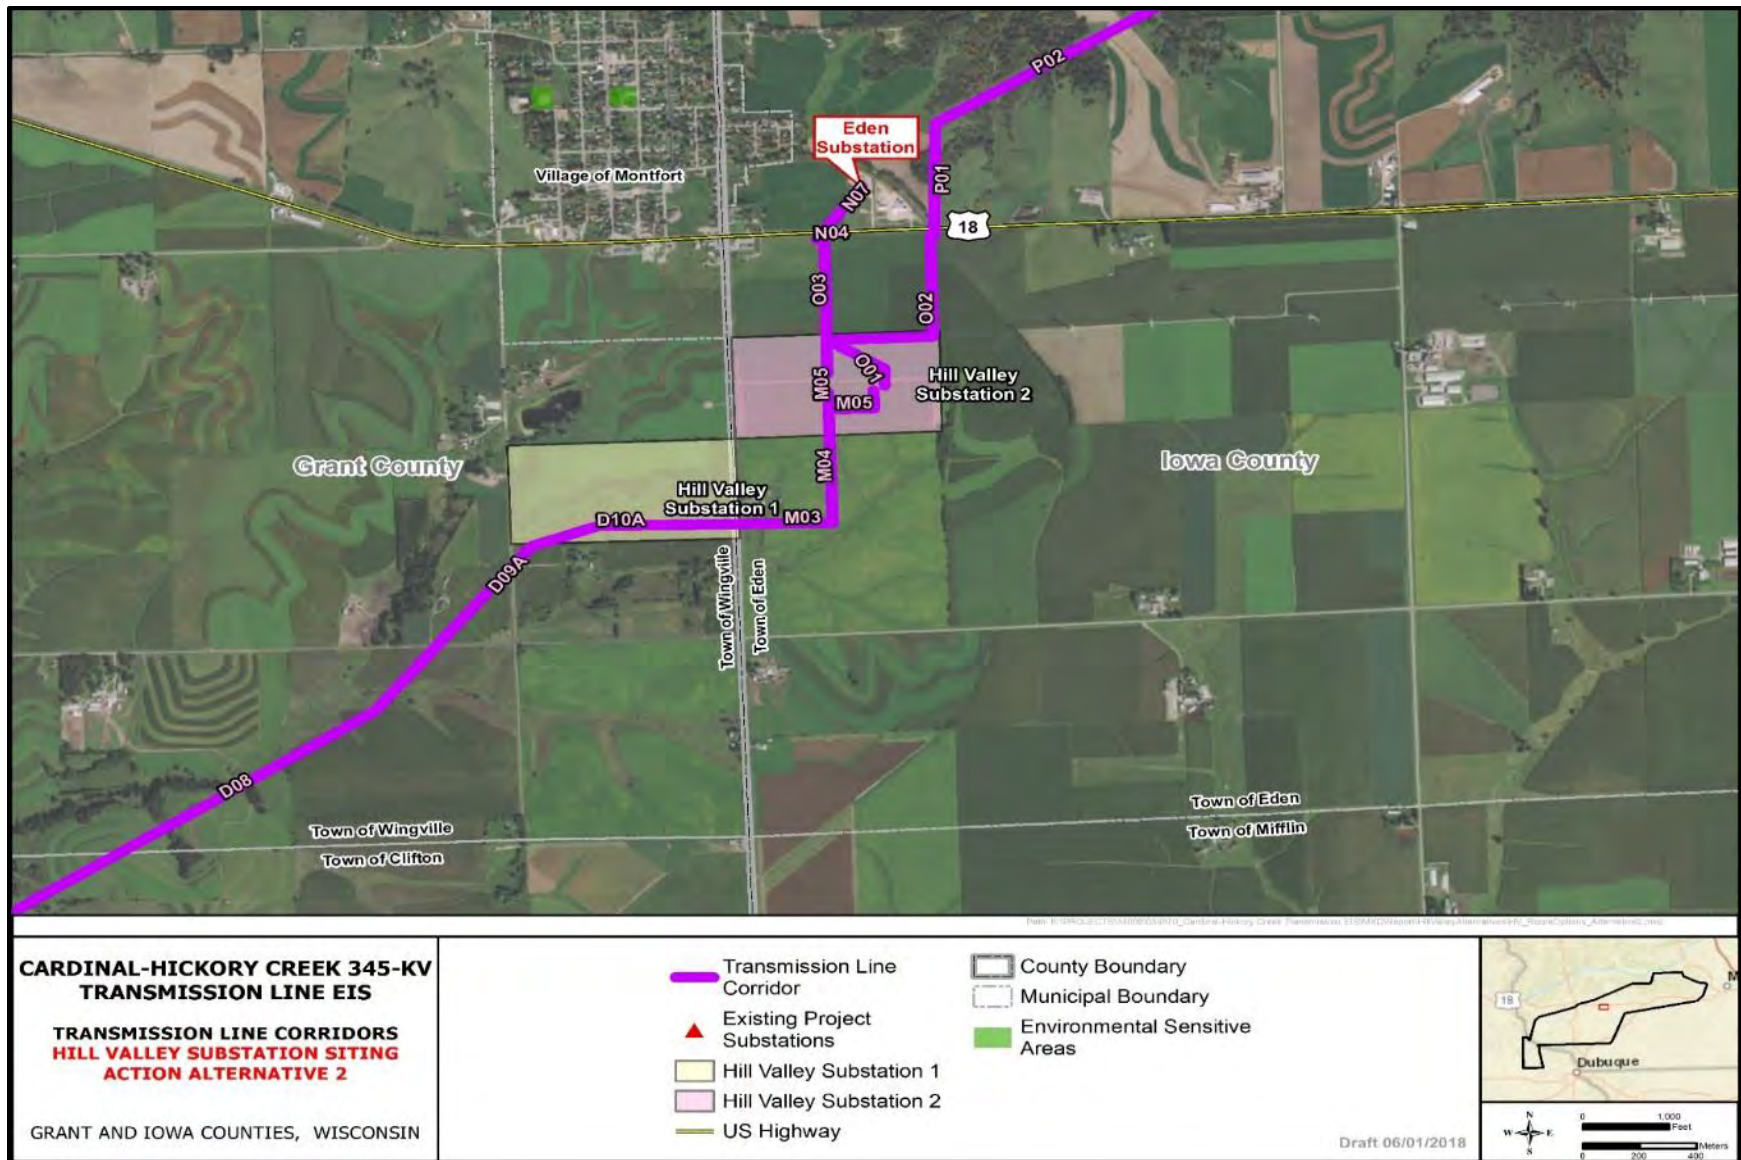 P02
Eden
Substation
Village of Montfort
N07
P01
N04
18
O03
O02
M05
O01
Hill Valley
Substation 2
M05
Grant County
Iowa County
M04
Hill Valley
Substation 1
D10A
M03
D09A
Town of Wingville
Town of Eden
D08
Town of Eden
Town of Wingville
Town of Mifflin
Town of Clifton
CARDINAL-HICKORY CREEK 345-KV
TRANSMISSION LINE EIS
TRANSMISSION LINE CORRIDORS
HILL VALLEY SUBSTATION SITING
ACTION ALTERNATIVE 2
GRANT AND IOWA COUNTIES, WISCONSIN
Transmission Line
Corridor
Existing Project
Substations
Hill Valley Substation 1
Hill Valley Substation 2
US Highway
County Boundary
Municipal Boundary
Environmental Sensitive
Areas
Draft 06/01/2018
18
M
Dubuque
N
W E
S
0 1,000
Feet
Meters
0 200 400